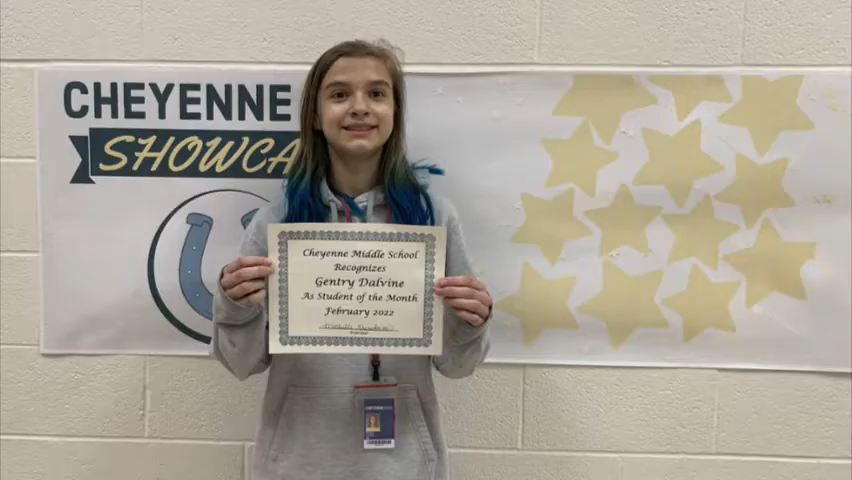 CHEYENNE
SHOWCA
Cheyenne Middle School
Recognizes
Gentry Dalvine
As Student of the Month
February 2022